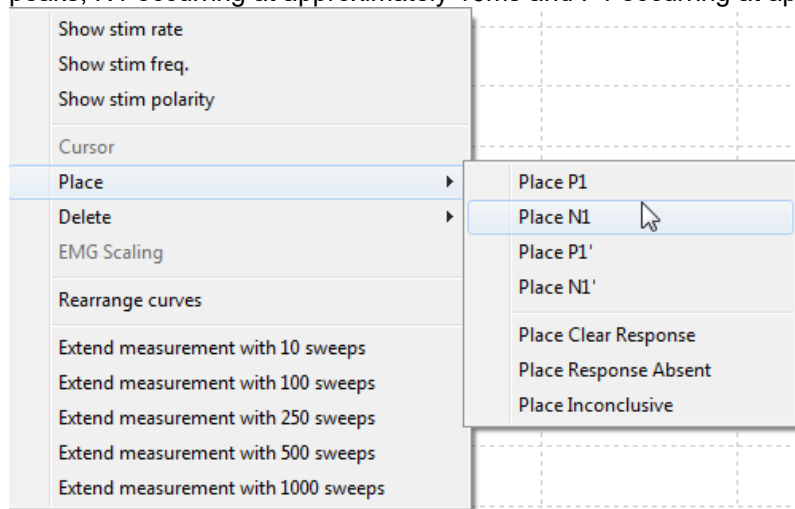 Show stim rate
Show stim freq.
Show stim polarity
Cursor
Place
Delete
EMG Scaling
Rearrange curves
Extend measurement with 10 sweeps
Extend measurement with 100 sweeps
Extend measurement with 250 sweeps
Extend measurement with 500 sweeps
Extend measurement with 1000 sweeps
Place P1
Place N1
Place P1'
Place N1'
Place Clear Response
Place Response Absent
Place Inconclusive